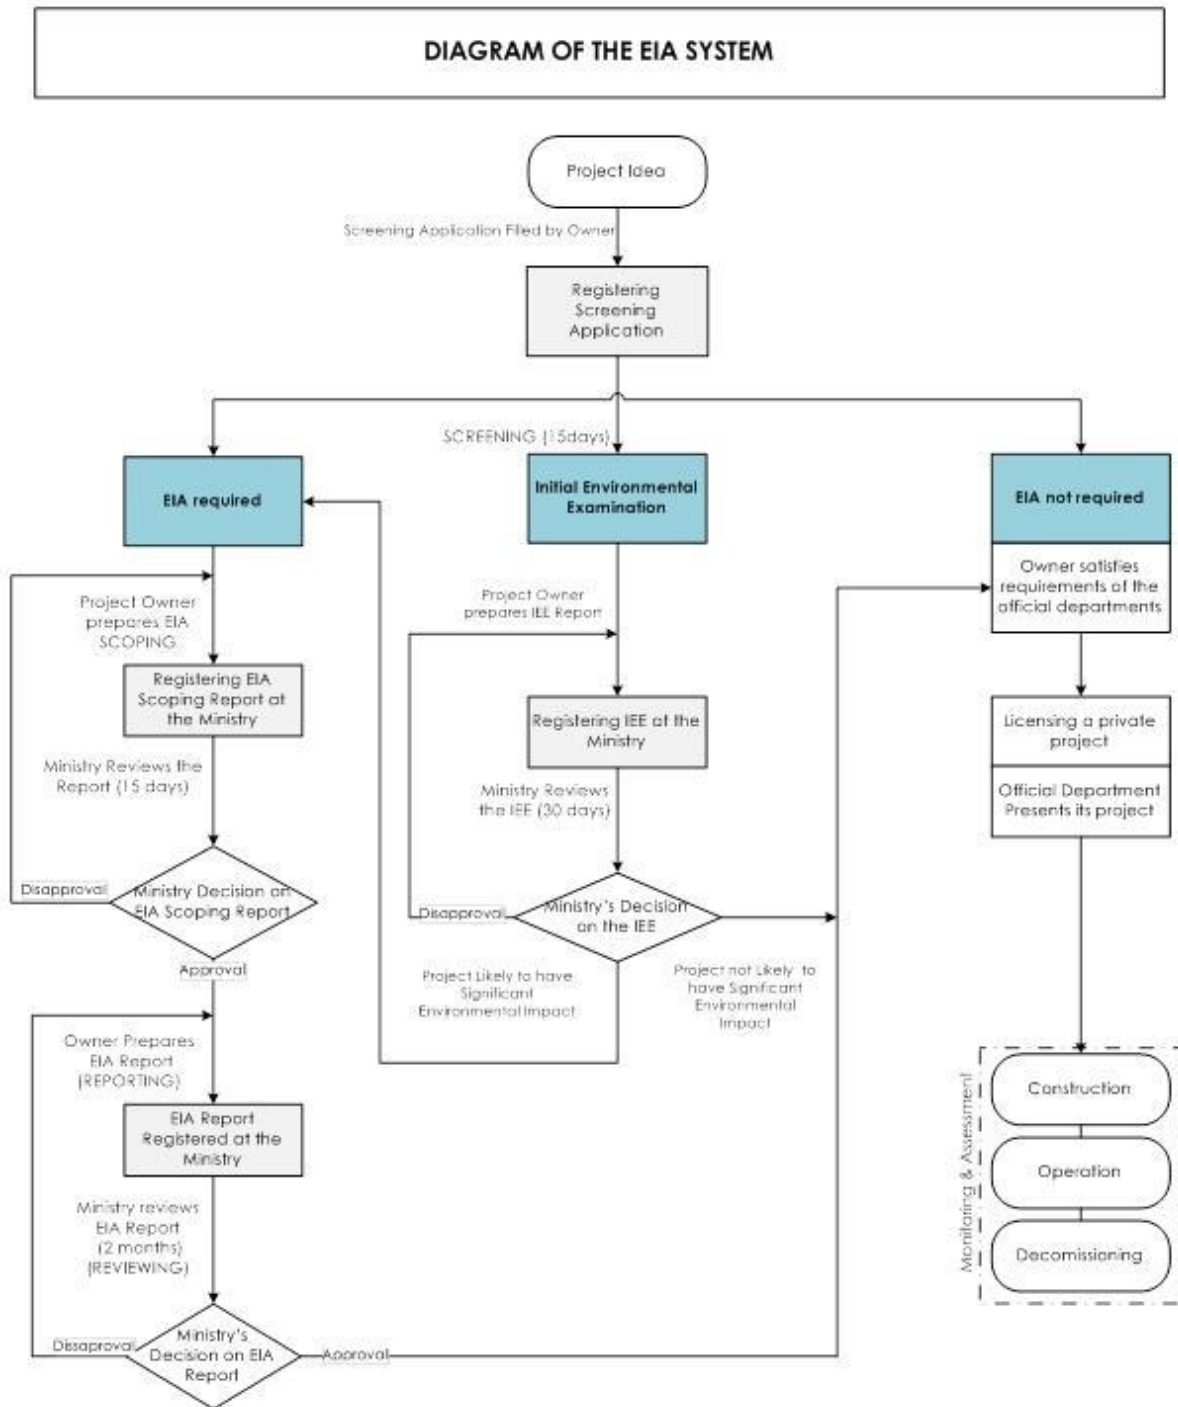 DIAGRAM OF THE EIA SYSTEM
Project Idea
Screening Application Filled by Owner
Registering
Screening
Application
SCREENING (15days)
EIA required
Initial Environmental
Examination
EIA not required
Owner satisfies
requirements of the
official departments
Project Owner
prepares EIA
SCOPING
Project Owner
prepares IEE Report
Registering EIA
Scoping Report at
the Ministry
Registering IEE at the
Ministry
Licensing a private
project
Official Department
Presents its project
Ministry Reviews the
Report (15 days)
Ministry Reviews
the IEE (30 days)
Disapproval
Ministry Decision on
EIA Scoping Report
Disapproval
Ministry's Decision
on the IEE
Approval
Project Likely to have
Significant
Environmental Impact
Project not Likely to
have Significant
Environmental
Impact
Owner Prepares
EIA Report
(REPORTING)
EIA Report
Registered at the
Ministry
Ministry reviews
EIA Report
(2 months)
(REVIEWING)
Dissaproval
Ministry's
Decision on EIA
Report
Approval
Monitoring & Assessment
Construction
Operation
Decomissioning